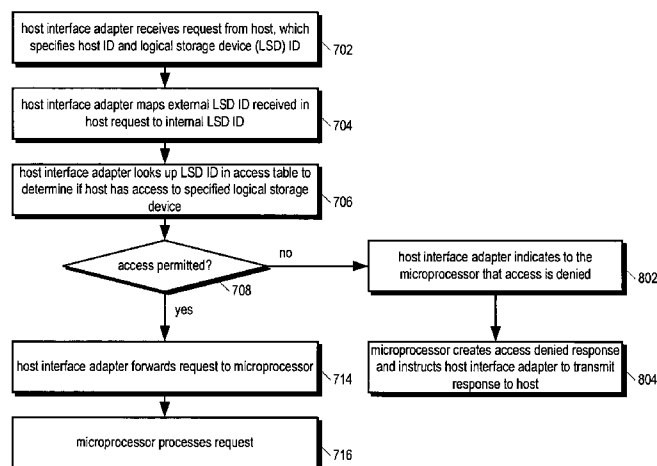 host interface adapter receives request from host, which
specifies host ID and logical storage device (LSD) ID
702
host interface adapter maps external LSD ID received in
host request to internal LSD ID
704
host interface adapter looks up LSD ID in access table to
determine if host has access to specified logical storage
device
706
access permitted?
708
no
yes
host interface adapter indicates to the
microprocessor that access is denied
802
microprocessor creates access denied response
and instructs host interface adapter to transmit
response to host
804
host interface adapter forwards request to microprocessor
714
microprocessor processes request
716